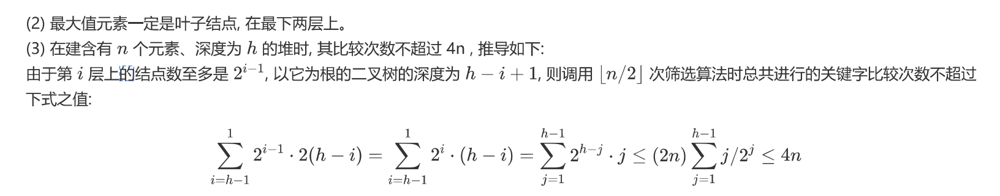 (2) 最大值元素一定是叶子结点, 在最下两层上。
(3) 在建含有 n 个元素、深度为 h 的堆时, 其比较次数不超过 4n , 推导如下:
由于第 i 层上的结点数至多是 2^{i−1}, 以它为根的二叉树的深度为 h − i + 1, 则调用 ⌊n/2⌋ 次筛选算法时总共进行的关键字比较次数不超过
下式之值:
\sum_{i=h-1}^{1} 2^{i-1} \cdot 2(h-i) = \sum_{i=h-1}^{1} 2^{i} \cdot (h-i) = \sum_{j=1}^{h-1} 2^{h-j} \cdot j \leq (2n) \sum_{j=1}^{h-1} j/2^{j} \leq 4n